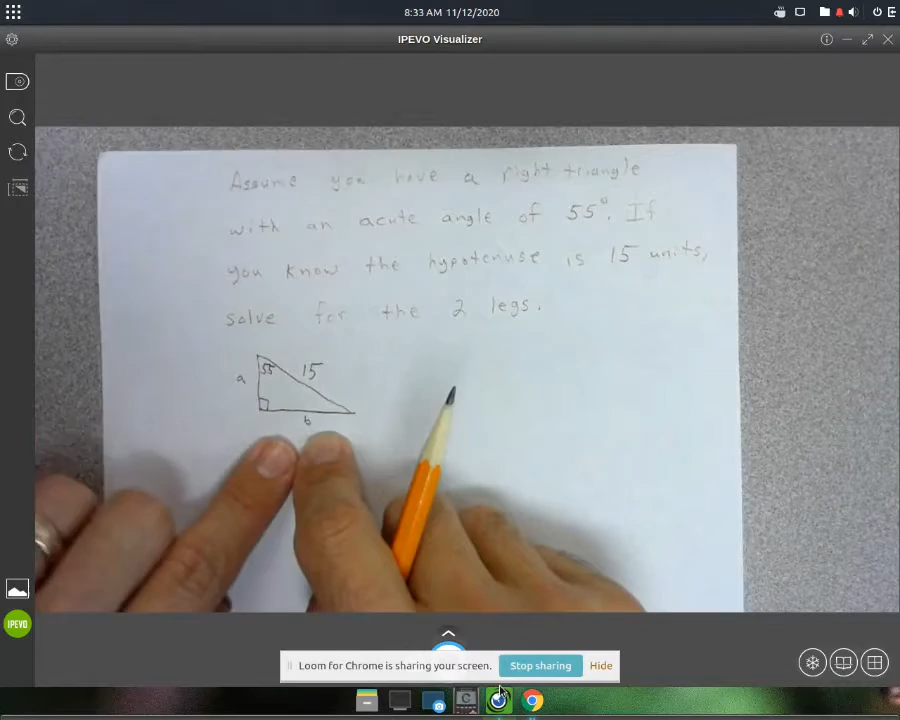 8:33 AM 11/12/2020
IPEVO Visualizer
Assume you have a right triangle
with an acute angle of 55°. If
you know the hypotenuse is 15 units,
solve for the 2 legs.
55 15
a
b
IPEVO
Loom for Chrome is sharing your screen. Stop sharing Hide
C